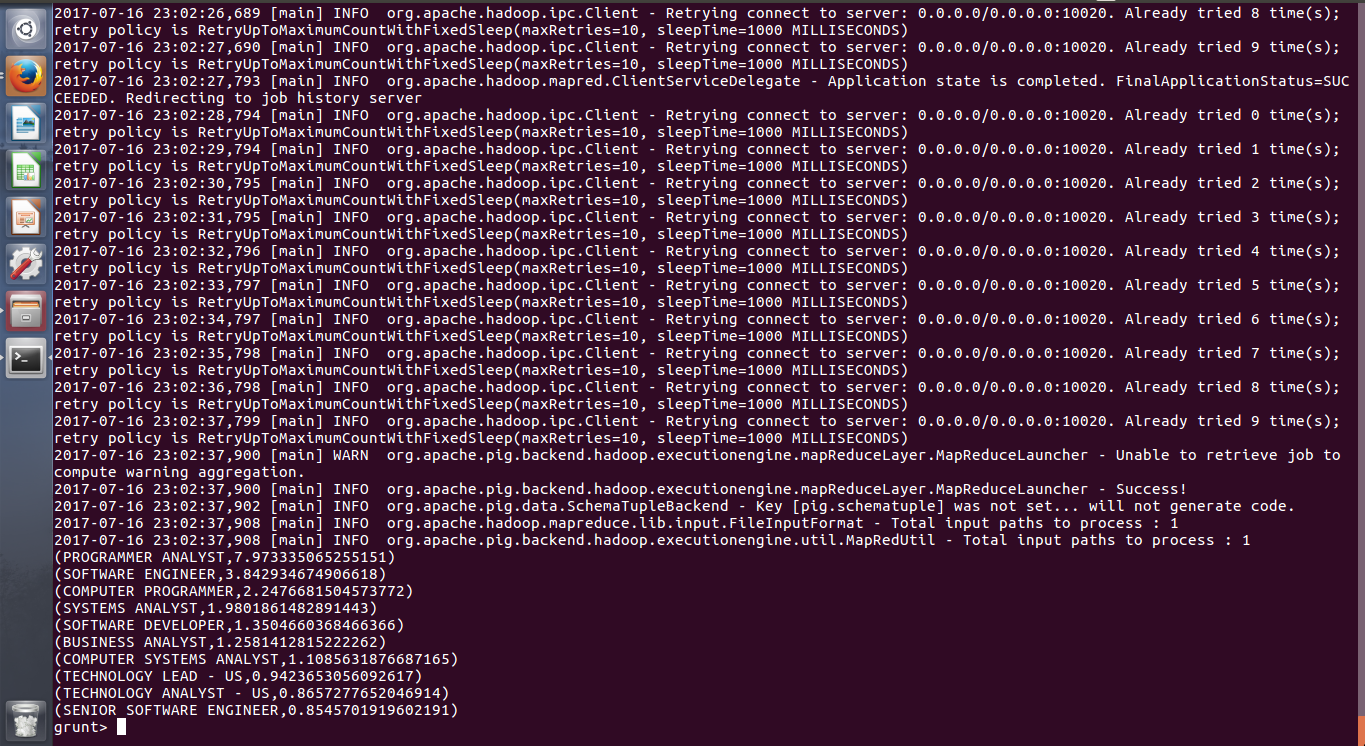 2017-07-16 23:02:26,689 [main] INFO  org.apache.hadoop.ipc.Client - Retrying connect to server: 0.0.0.0/0.0.0.0:10020. Already tried 8 time(s);
retry policy is RetryUpToMaximumCountWithFixedSleep(maxRetries=10, sleepTime=1000 MILLISECONDS)
2017-07-16 23:02:27,690 [main] INFO  org.apache.hadoop.ipc.Client - Retrying connect to server: 0.0.0.0/0.0.0.0:10020. Already tried 9 time(s);
retry policy is RetryUpToMaximumCountWithFixedSleep(maxRetries=10, sleepTime=1000 MILLISECONDS)
2017-07-16 23:02:27,793 [main] INFO  org.apache.hadoop.mapred.ClientServiceDelegate - Application state is completed. FinalApplicationStatus=SUC
CEEDED. Redirecting to job history server
2017-07-16 23:02:28,794 [main] INFO  org.apache.hadoop.ipc.Client - Retrying connect to server: 0.0.0.0/0.0.0.0:10020. Already tried 0 time(s);
retry policy is RetryUpToMaximumCountWithFixedSleep(maxRetries=10, sleepTime=1000 MILLISECONDS)
2017-07-16 23:02:29,794 [main] INFO  org.apache.hadoop.ipc.Client - Retrying connect to server: 0.0.0.0/0.0.0.0:10020. Already tried 1 time(s);
retry policy is RetryUpToMaximumCountWithFixedSleep(maxRetries=10, sleepTime=1000 MILLISECONDS)
2017-07-16 23:02:30,795 [main] INFO  org.apache.hadoop.ipc.Client - Retrying connect to server: 0.0.0.0/0.0.0.0:10020. Already tried 2 time(s);
retry policy is RetryUpToMaximumCountWithFixedSleep(maxRetries=10, sleepTime=1000 MILLISECONDS)
2017-07-16 23:02:31,795 [main] INFO  org.apache.hadoop.ipc.Client - Retrying connect to server: 0.0.0.0/0.0.0.0:10020. Already tried 3 time(s);
retry policy is RetryUpToMaximumCountWithFixedSleep(maxRetries=10, sleepTime=1000 MILLISECONDS)
2017-07-16 23:02:32,796 [main] INFO  org.apache.hadoop.ipc.Client - Retrying connect to server: 0.0.0.0/0.0.0.0:10020. Already tried 4 time(s);
retry policy is RetryUpToMaximumCountWithFixedSleep(maxRetries=10, sleepTime=1000 MILLISECONDS)
2017-07-16 23:02:33,797 [main] INFO  org.apache.hadoop.ipc.Client - Retrying connect to server: 0.0.0.0/0.0.0.0:10020. Already tried 5 time(s);
retry policy is RetryUpToMaximumCountWithFixedSleep(maxRetries=10, sleepTime=1000 MILLISECONDS)
2017-07-16 23:02:34,797 [main] INFO  org.apache.hadoop.ipc.Client - Retrying connect to server: 0.0.0.0/0.0.0.0:10020. Already tried 6 time(s);
retry policy is RetryUpToMaximumCountWithFixedSleep(maxRetries=10, sleepTime=1000 MILLISECONDS)
2017-07-16 23:02:35,798 [main] INFO  org.apache.hadoop.ipc.Client - Retrying connect to server: 0.0.0.0/0.0.0.0:10020. Already tried 7 time(s);
retry policy is RetryUpToMaximumCountWithFixedSleep(maxRetries=10, sleepTime=1000 MILLISECONDS)
2017-07-16 23:02:36,798 [main] INFO  org.apache.hadoop.ipc.Client - Retrying connect to server: 0.0.0.0/0.0.0.0:10020. Already tried 8 time(s);
retry policy is RetryUpToMaximumCountWithFixedSleep(maxRetries=10, sleepTime=1000 MILLISECONDS)
2017-07-16 23:02:37,799 [main] INFO  org.apache.hadoop.ipc.Client - Retrying connect to server: 0.0.0.0/0.0.0.0:10020. Already tried 9 time(s);
retry policy is RetryUpToMaximumCountWithFixedSleep(maxRetries=10, sleepTime=1000 MILLISECONDS)
2017-07-16 23:02:37,900 [main] WARN  org.apache.pig.backend.hadoop.executionengine.mapReduceLayer.MapReduceLauncher - Unable to retrieve job to
compute warning aggregation.
2017-07-16 23:02:37,900 [main] INFO  org.apache.pig.backend.hadoop.executionengine.mapReduceLayer.MapReduceLauncher - Success!
2017-07-16 23:02:37,902 [main] INFO  org.apache.pig.data.SchemaTupleBackend - Key [pig.schematuple] was not set... will not generate code.
2017-07-16 23:02:37,908 [main] INFO  org.apache.hadoop.mapreduce.lib.input.FileInputFormat - Total input paths to process : 1
2017-07-16 23:02:37,908 [main] INFO  org.apache.pig.backend.hadoop.executionengine.util.MapRedUtil - Total input paths to process : 1
(PROGRAMMER ANALYST,7.973335065255151)
(SOFTWARE ENGINEER,3.842934674906618)
(COMPUTER PROGRAMMER,2.2476681504573772)
(SYSTEMS ANALYST,1.9801861482891443)
(SOFTWARE DEVELOPER,1.3504660368466366)
(BUSINESS ANALYST,1.2581412815222262)
(COMPUTER SYSTEMS ANALYST,1.1085631876687165)
(TECHNOLOGY LEAD - US,0.9423653056092617)
(TECHNOLOGY ANALYST - US,0.8657277652046914)
(SENIOR SOFTWARE ENGINEER,0.8545701919602191)
grunt>